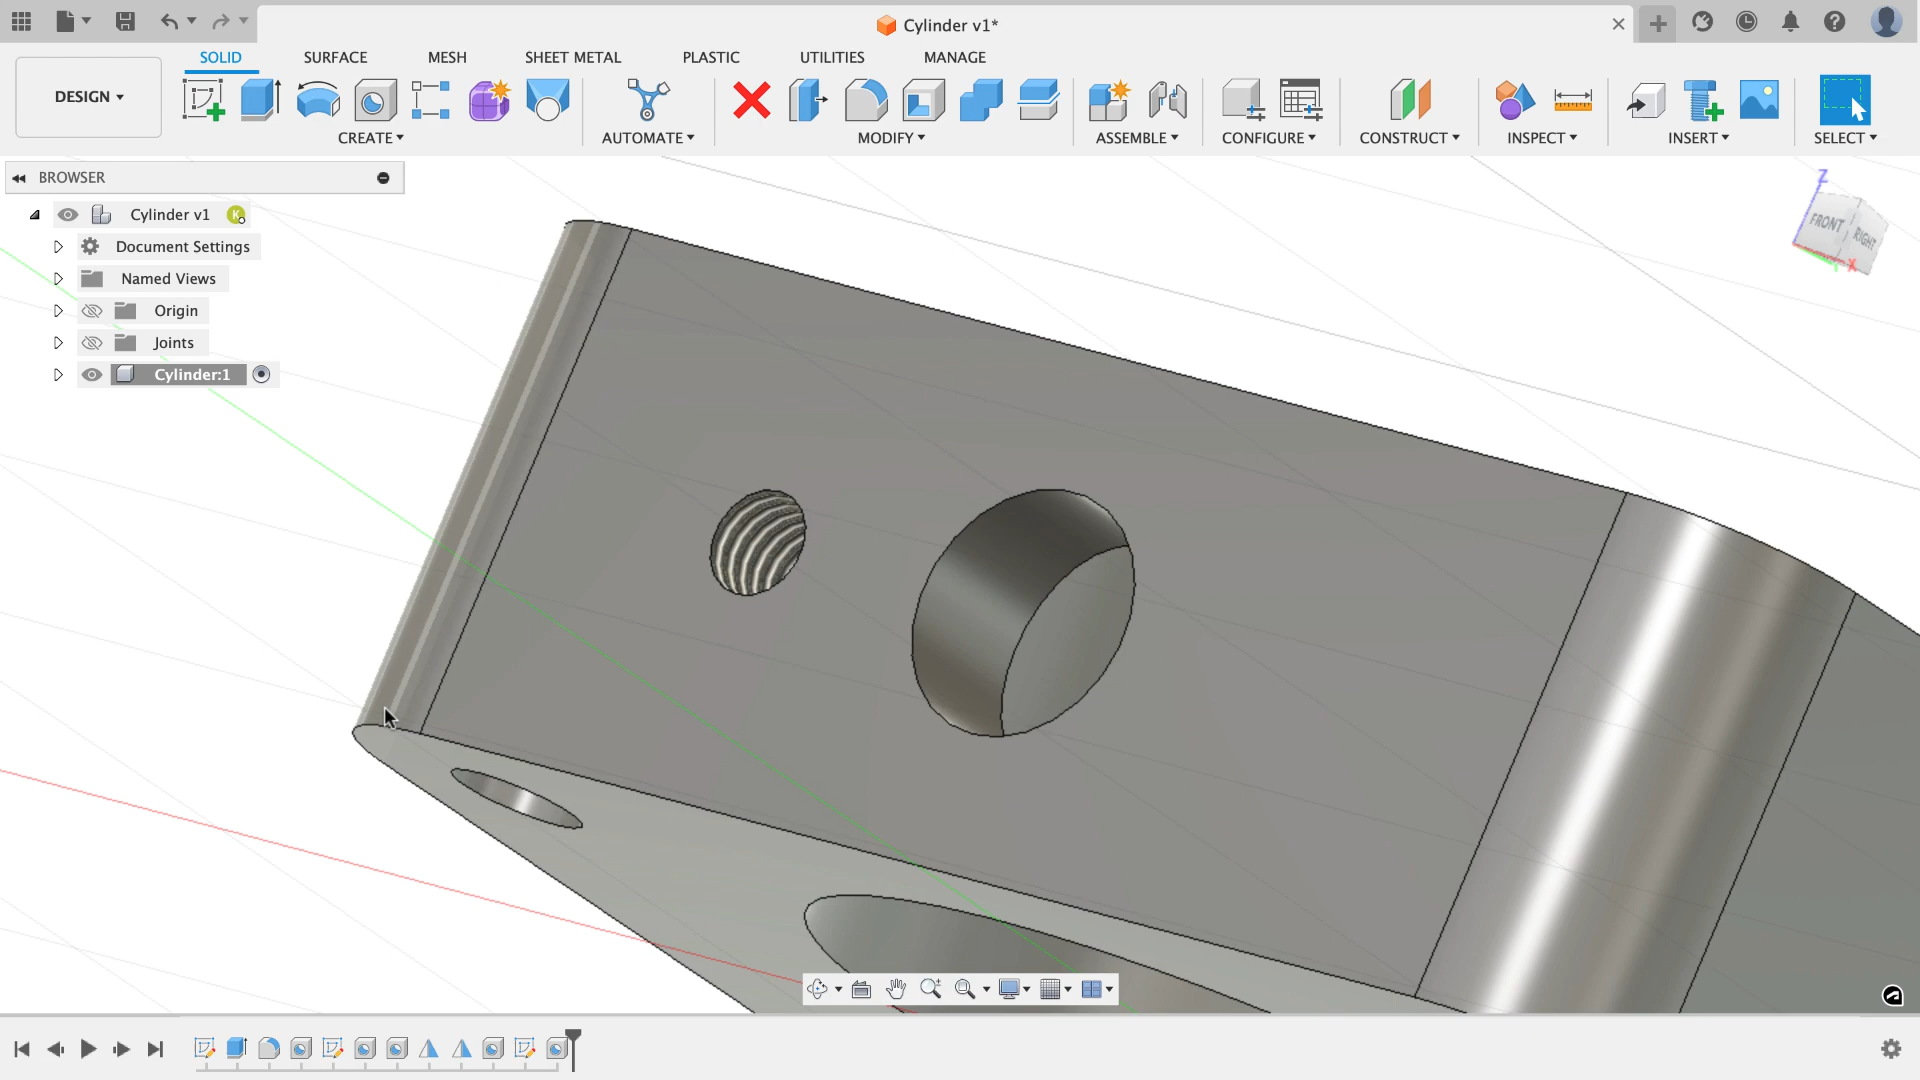 Cylinder v1*
SOLID SURFACE MESH SHEET METAL PLASTIC UTILITIES MANAGE
DESIGN
CREATE AUTOMATE MODIFY ASSEMBLE CONFIGURE CONSTRUCT INSPECT INSERT SELECT
BROWSER
Cylinder v1 K
Document Settings
Named Views
Origin
Joints
Cylinder:1
Z
FRONT RIGHT
X